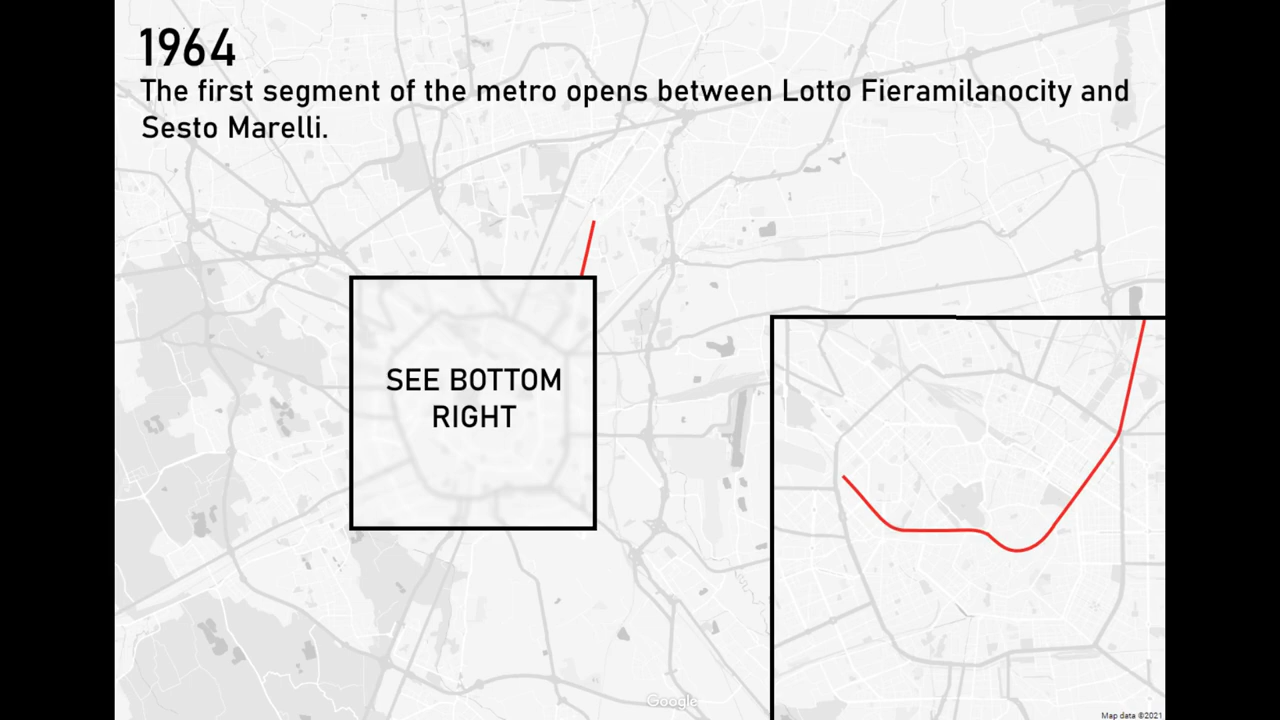 1964
The first segment of the metro opens between Lotto Fieramilanocity and
Sesto Marelli.
SEE BOTTOM
RIGHT
Google
Map data ©2021